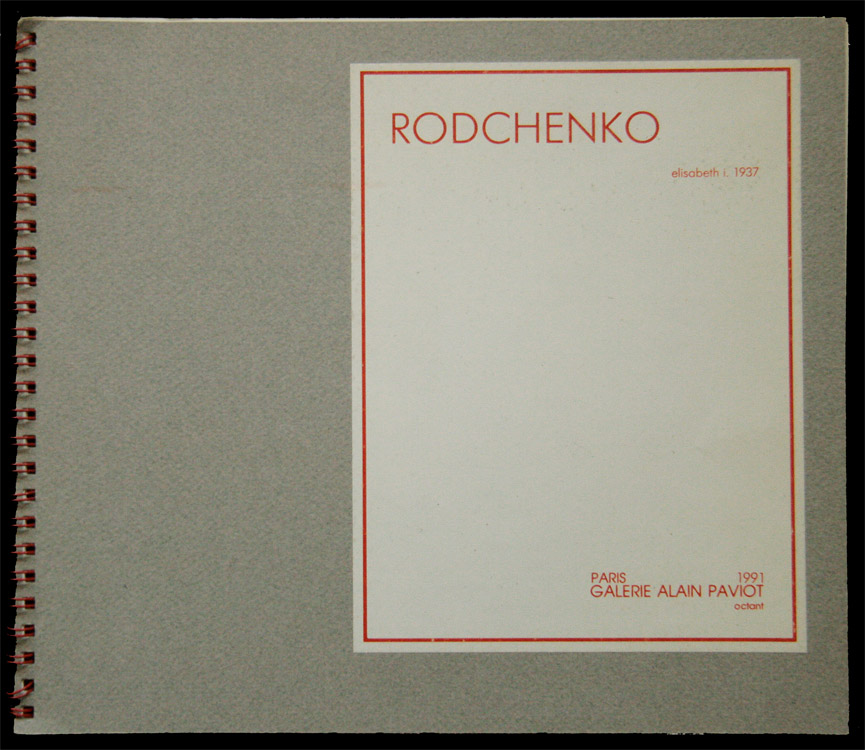 RODCHENKO
elisabeth i. 1937
PARIS 1991
GALERIE ALAIN PAVIOT
octant